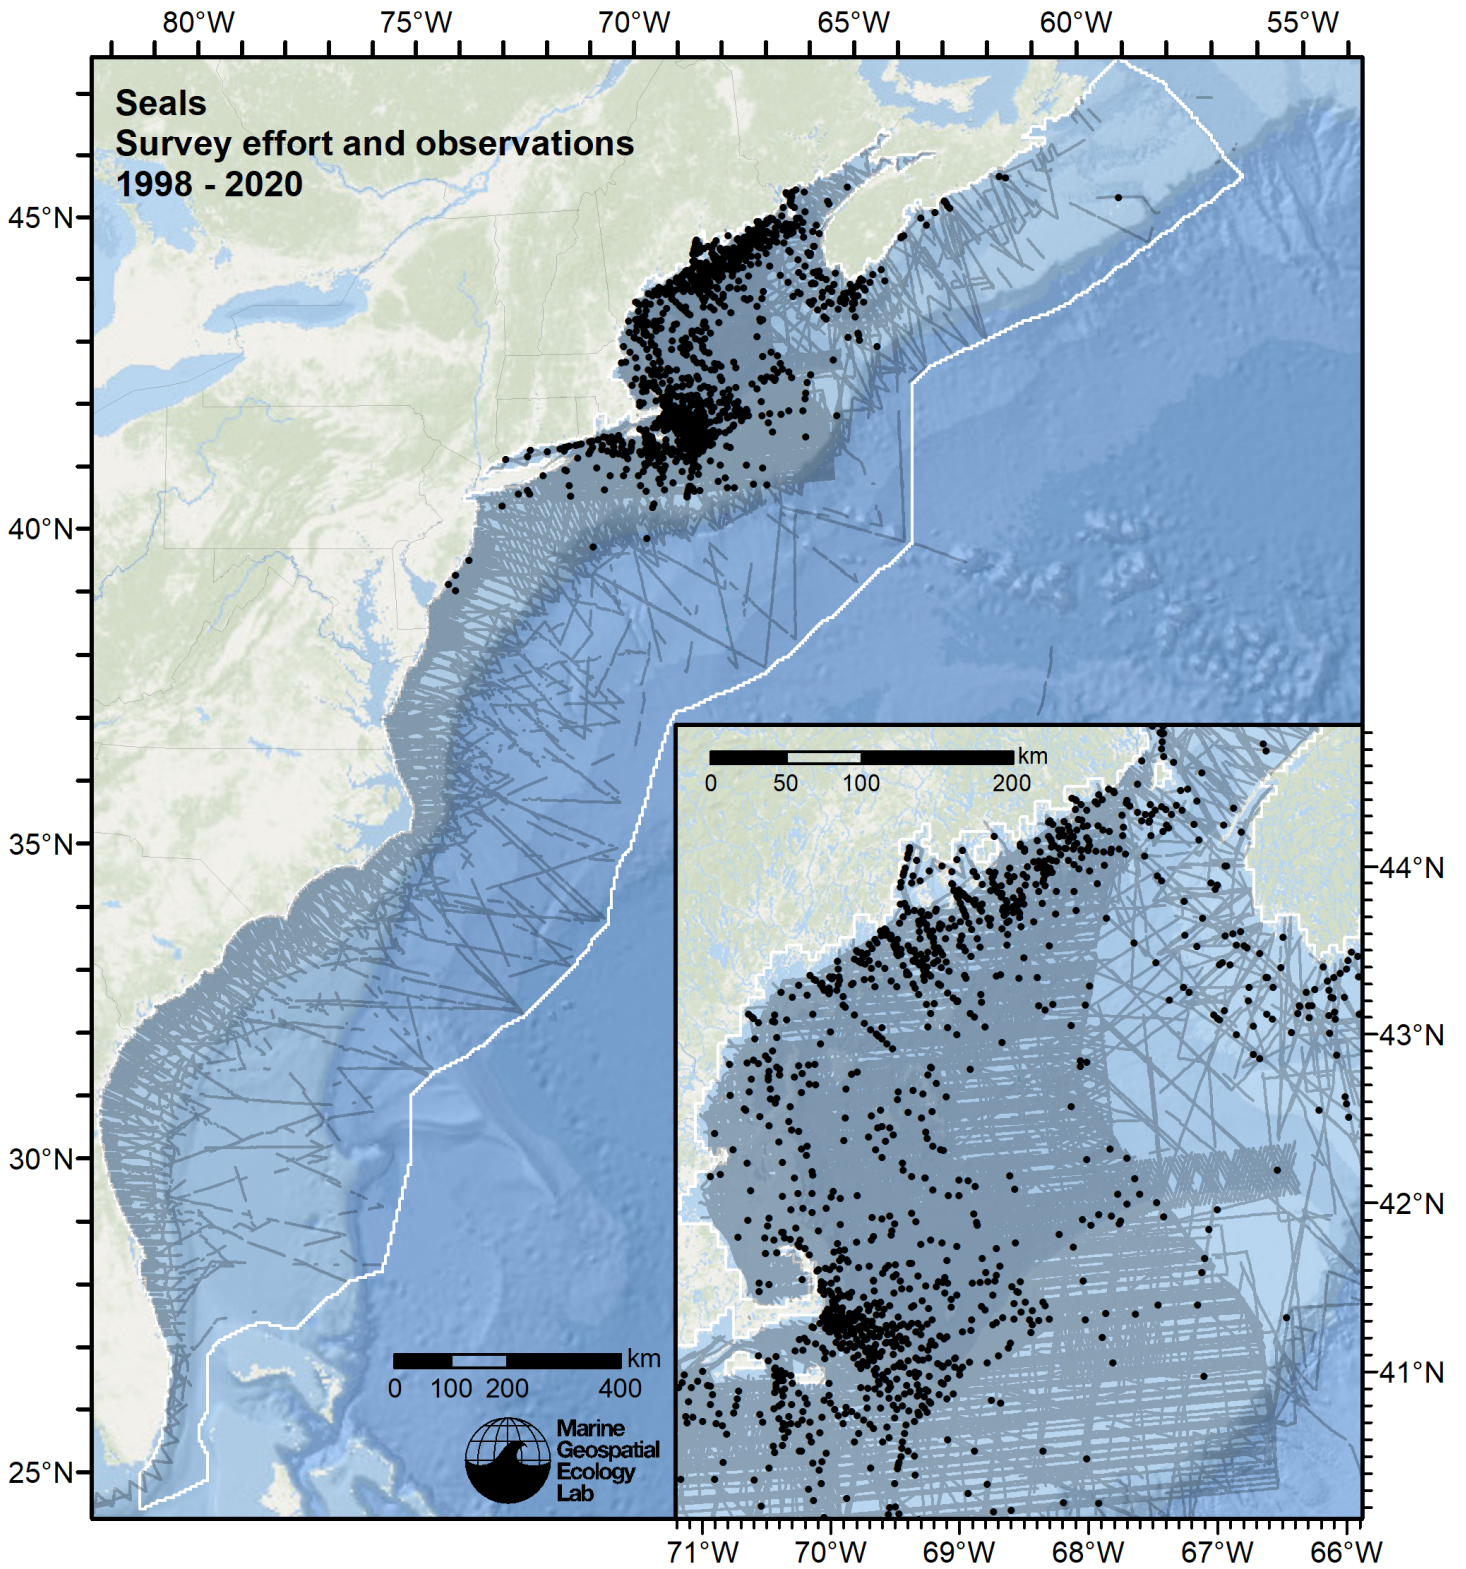 80°W 75°W 70°W 65°W 60°W 55°W
Seals
Survey effort and observations
1998 - 2020
45°N
40°N
35°N
30°N
25°N
km
0 50 100 200
44°N
43°N
42°N
41°N
km
0 100 200 400
Marine
Geospatial
Ecology
Lab
71°W 70°W 69°W 68°W 67°W 66°W